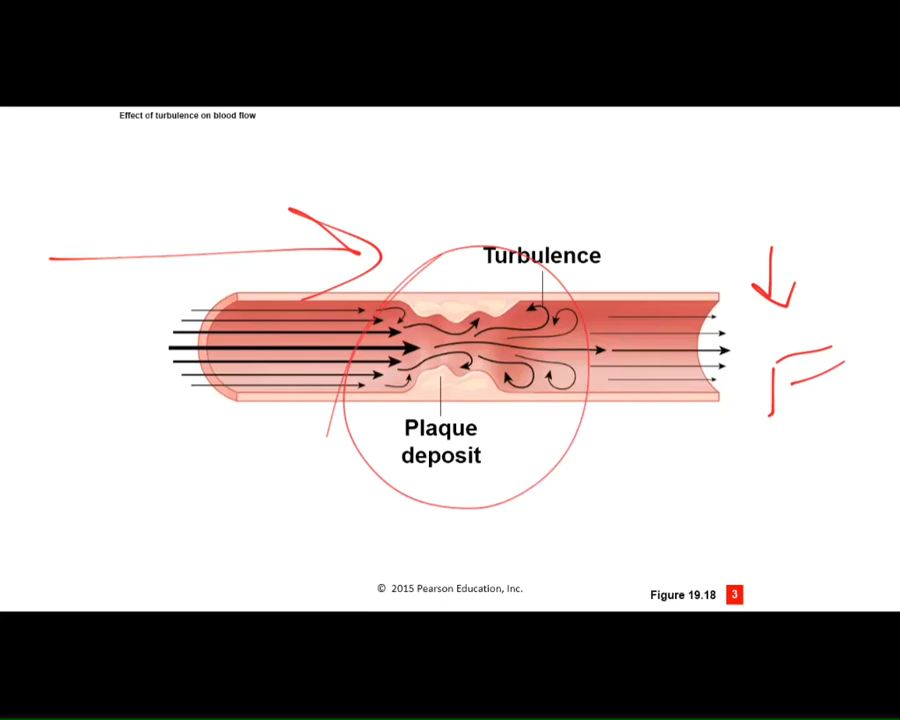 Effect of turbulence on blood flow
Turbulence
F
Plaque
deposit
© 2015 Pearson Education, Inc.
Figure 19.18 3